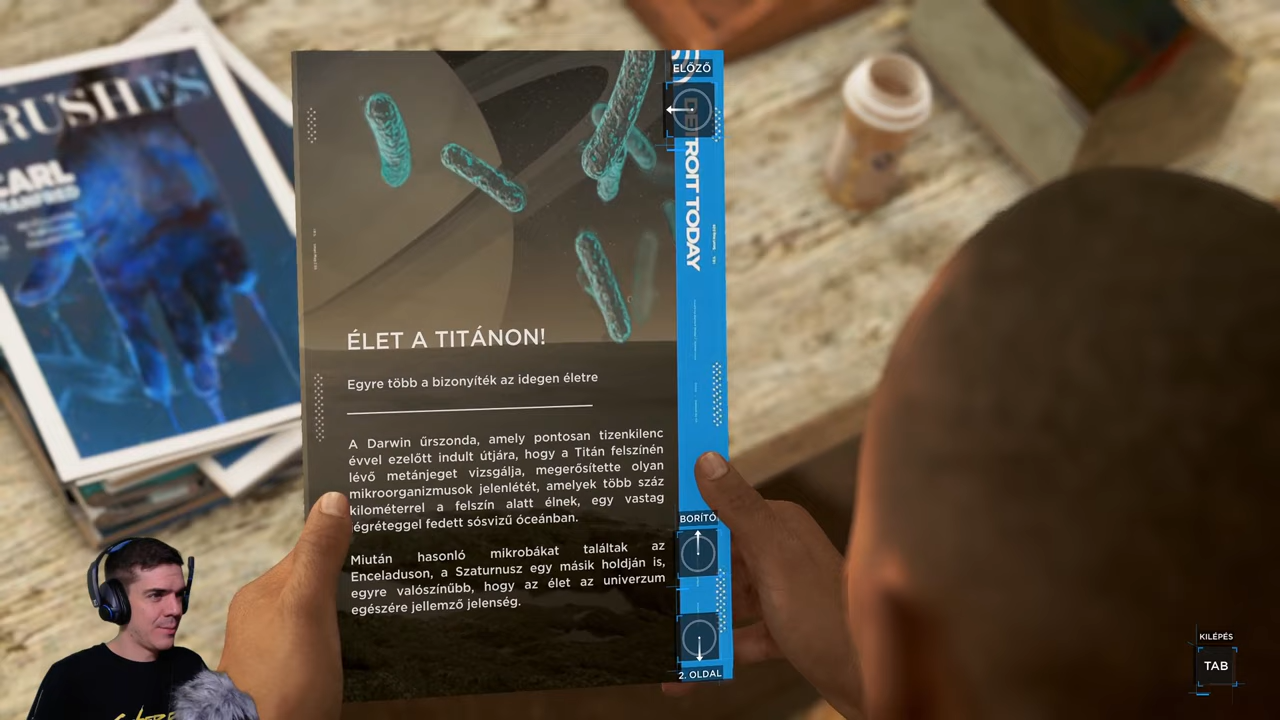 RUSHES
CARL
MANFRED
ELŐZŐ
DETROIT TODAY
ÉLET A TITÁNON!
Egyre több a bizonyíték az idegen életre
A Darwin űrszonda, amely pontosan tizenkilenc
évvel ezelőtt indult útjára, hogy a Titán felszínén
lévő metánjeget vizsgálja, megerősítette olyan
mikroorganizmusok jelenlétét, amelyek több száz
kilométerrel a felszín alatt élnek, egy vastag
jégréteggel fedett sósvizű óceánban.
Miután hasonló mikrobákat találtak az
Enceladuson, a Szaturnusz egy másik holdján is,
egyre valószínűbb, hogy az élet az univerzum
egészére jellemző jelenség.
BORÍTÓ
2. OLDAL
KILÉPÉS
TAB